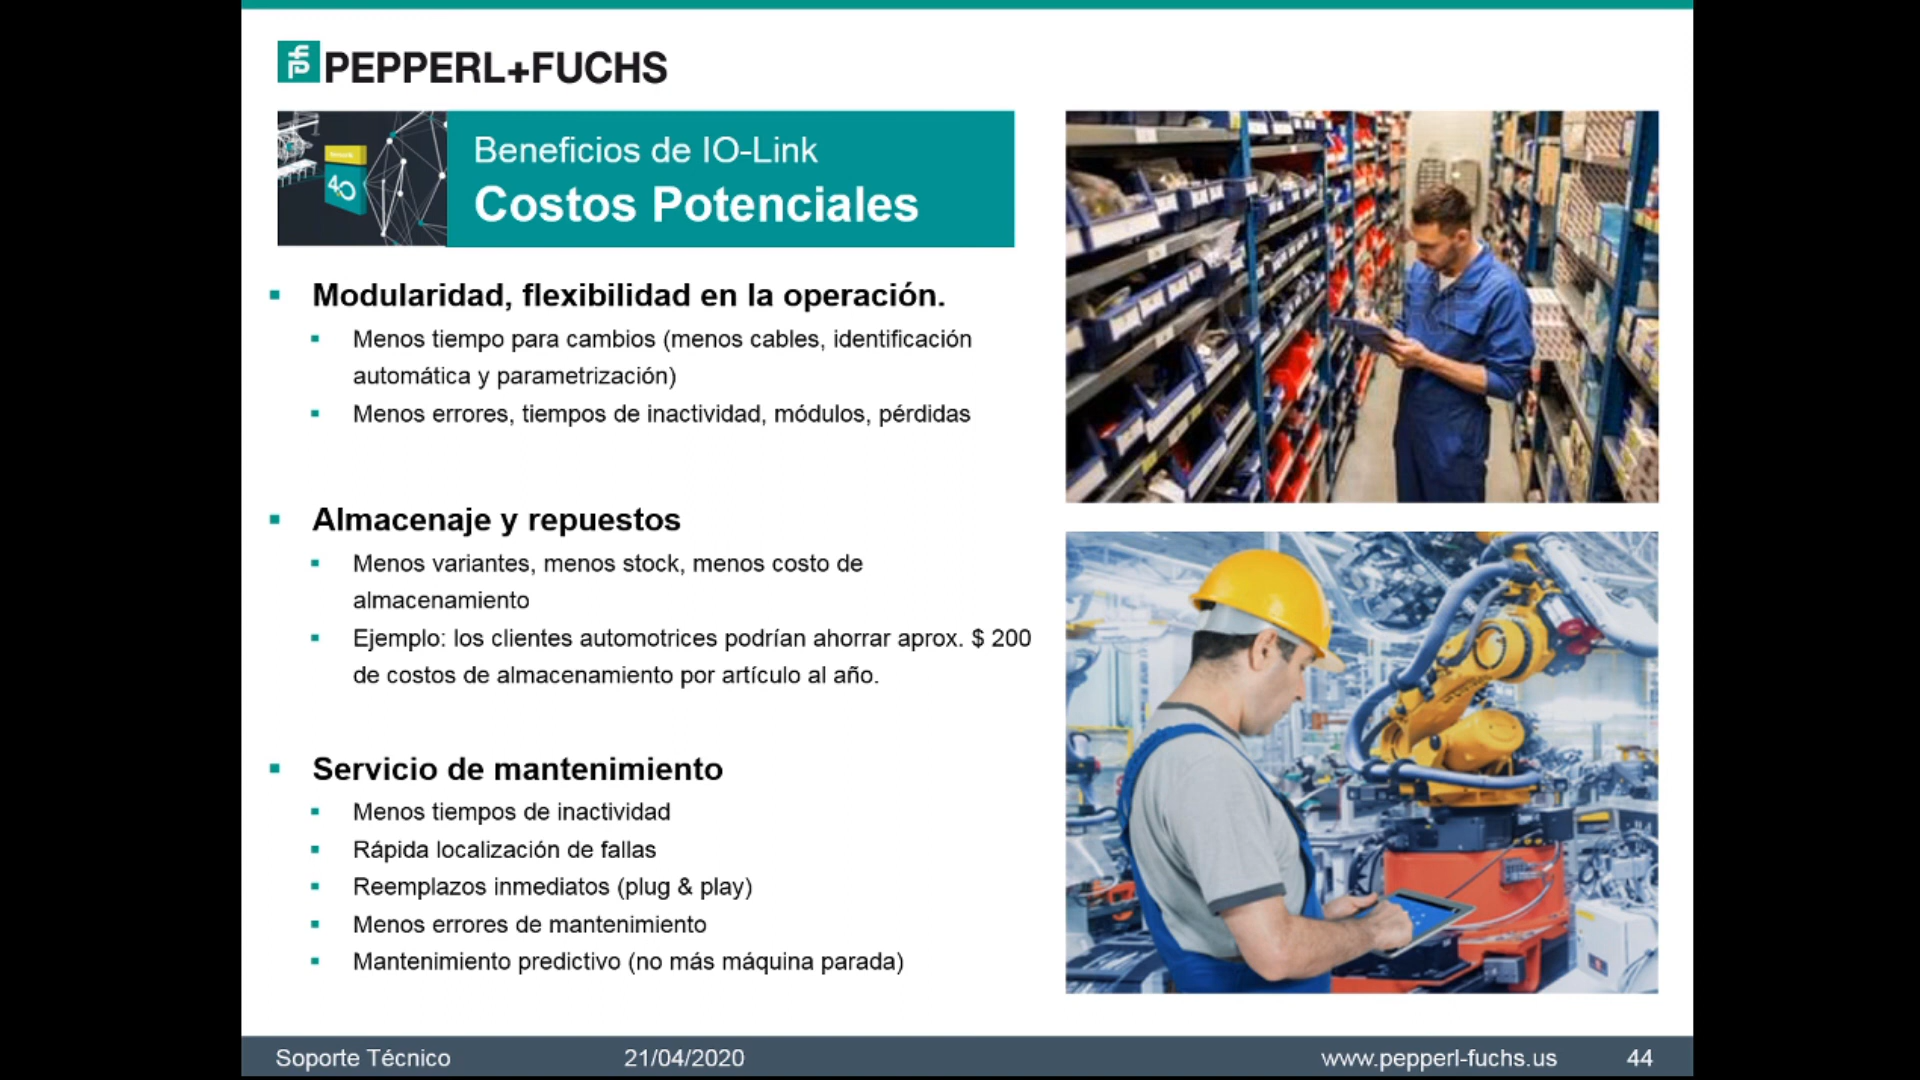 PEPPERL+FUCHS
4.0
Beneficios de IO-Link
Costos Potenciales
Modularidad, flexibilidad en la operación.
Menos tiempo para cambios (menos cables, identificación
automática y parametrización)
Menos errores, tiempos de inactividad, módulos, pérdidas
Almacenaje y repuestos
Menos variantes, menos stock, menos costo de
almacenamiento
Ejemplo: los clientes automotrices podrían ahorrar aprox. $ 200
de costos de almacenamiento por artículo al año.
Servicio de mantenimiento
Menos tiempos de inactividad
Rápida localización de fallas
Reemplazos inmediatos (plug & play)
Menos errores de mantenimiento
Mantenimiento predictivo (no más máquina parada)
Soporte Técnico
21/04/2020
www.pepperl-fuchs.us
44